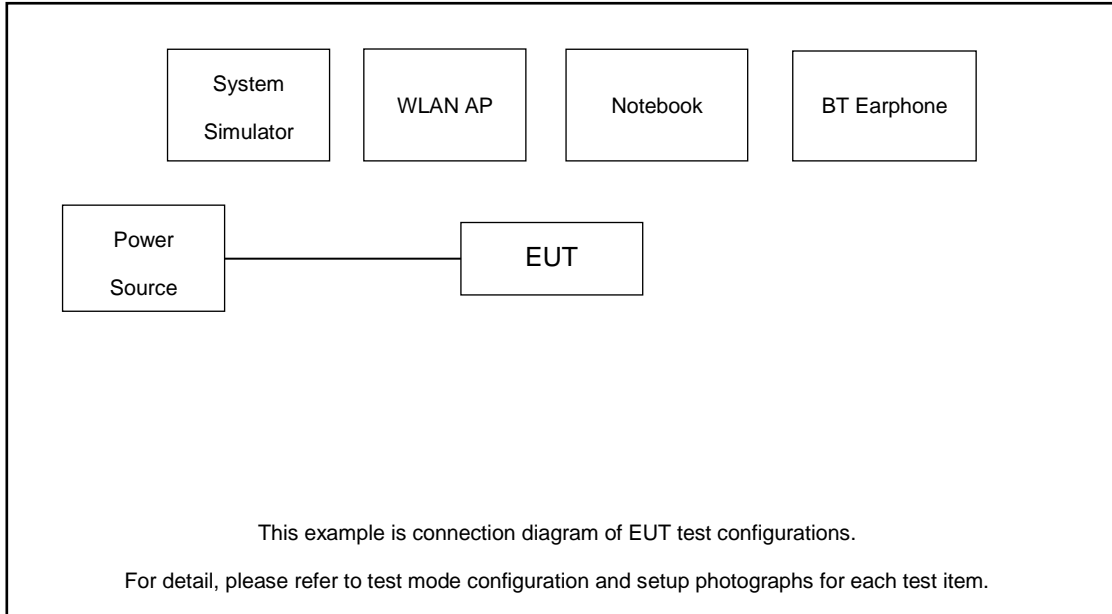 System
Simulator
WLAN AP
Notebook
BT Earphone
Power
Source
EUT
This example is connection diagram of EUT test configurations.
For detail, please refer to test mode configuration and setup photographs for each test item.